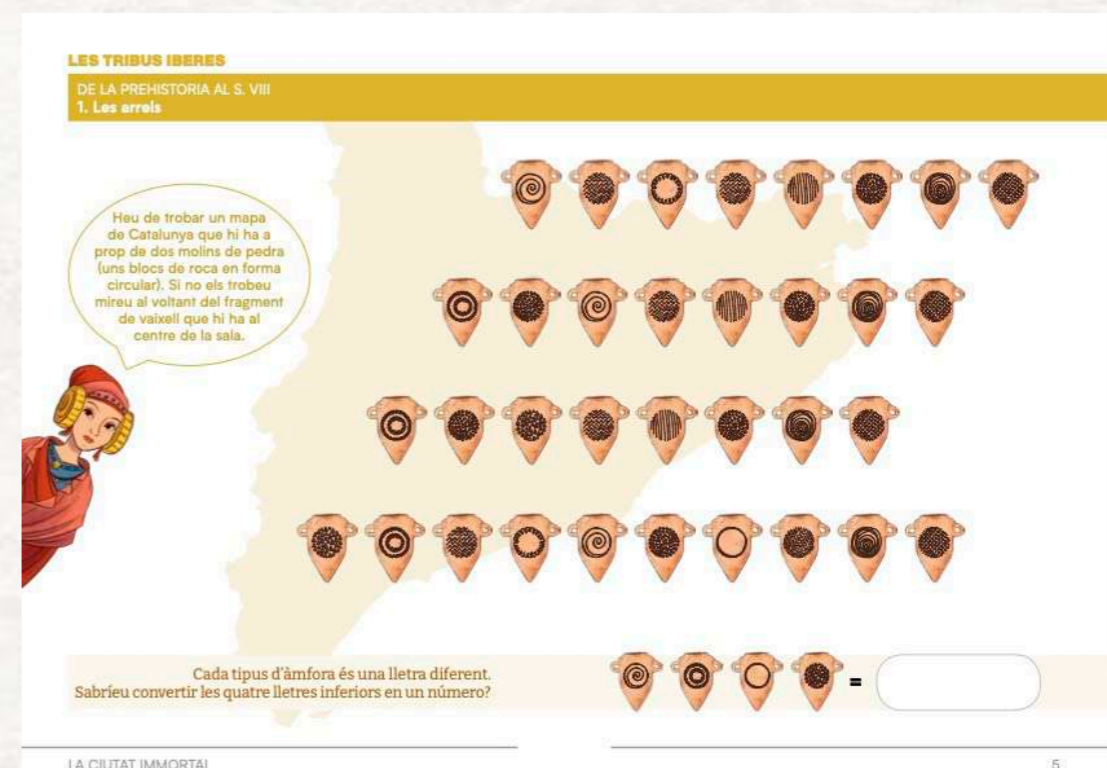 LES TRIBUS IBERES
DE LA PREHISTORIA AL S. VIII
1. Les arrels
Heu de trobar un mapa
de Catalunya que hi ha a
prop de dos molins de pedra
(uns blocs de roca en forma
circular). Si no els trobeu
mireu al voltant del fragment
de vaixell que hi ha al
centre de la sala.
Cada tipus d'àmfora és una lletra diferent.
Sabríeu convertir les quatre lletres inferiors en un número?
=
LA CIUTAT IMMORTAL
5